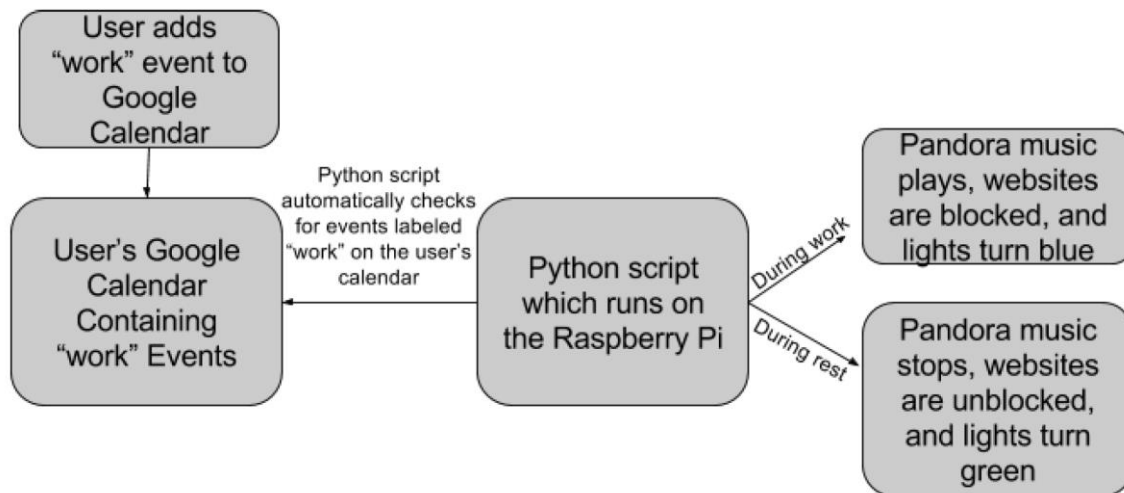 User adds
“work” event to
Google
Calendar
User’s Google
Calendar
Containing
“work” Events
Python script
automatically checks
for events labeled
“work” on the user’s
calendar
Python script
which runs on
the Raspberry Pi
During work
During rest
Pandora music
plays, websites
are blocked, and
lights turn blue
Pandora music
stops, websites
are unblocked,
and lights turn
green